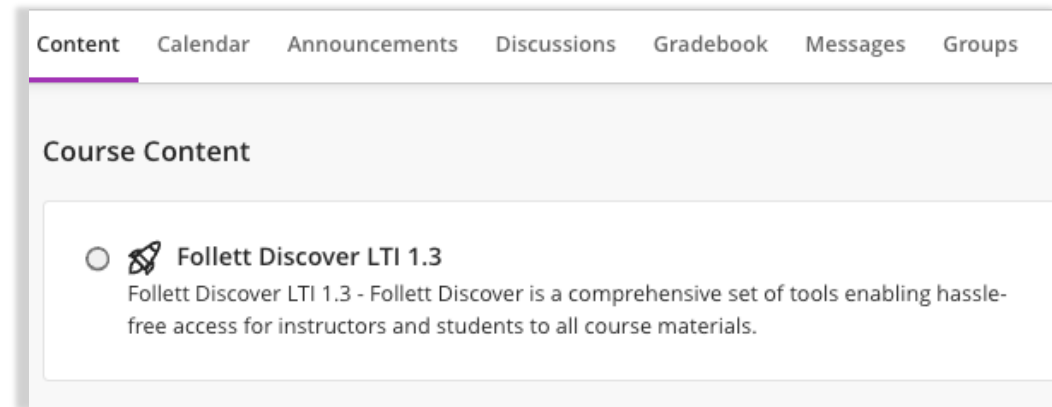 Content Calendar Announcements Discussions Gradebook Messages Groups
Course Content
Follett Discover LTI 1.3
Follett Discover LTI 1.3 - Follett Discover is a comprehensive set of tools enabling hassle-
free access for instructors and students to all course materials.